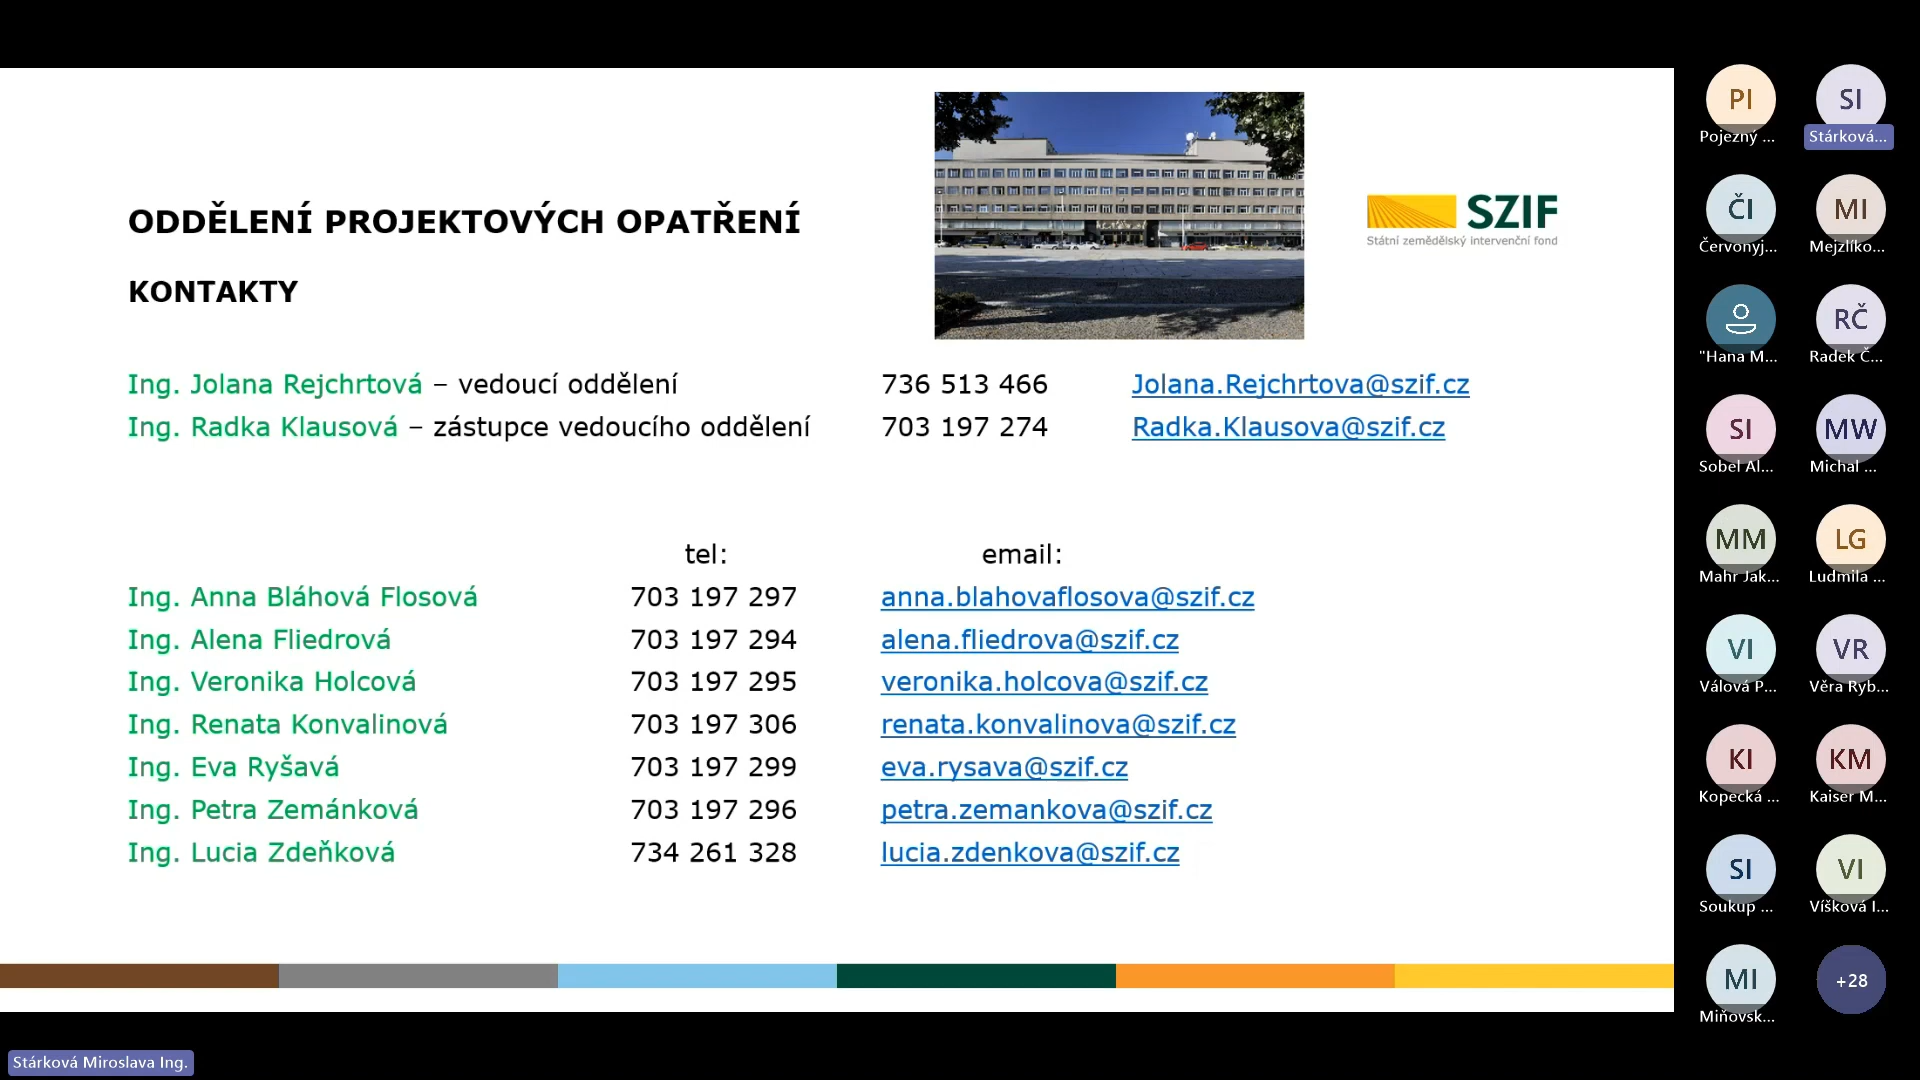 ODDĚLENÍ PROJEKTOVÝCH OPATŘENÍ
KONTAKTY
SZIF
Státní zemědělský intervenční fond
Ing. Jolana Rejchrtová – vedoucí oddělení 736 513 466 Jolana.Rejchrtova@szif.cz
Ing. Radka Klausová – zástupce vedoucího oddělení 703 197 274 Radka.Klausova@szif.cz
tel: email:
Ing. Anna Bláhová Flosová 703 197 297 anna.blahovaflosova@szif.cz
Ing. Alena Fliedrová 703 197 294 alena.fliedrova@szif.cz
Ing. Veronika Holcová 703 197 295 veronika.holcova@szif.cz
Ing. Renata Konvalinová 703 197 306 renata.konvalinova@szif.cz
Ing. Eva Ryšavá 703 197 299 eva.rysava@szif.cz
Ing. Petra Zemánková 703 197 296 petra.zemankova@szif.cz
Ing. Lucia Zdeňková 734 261 328 lucia.zdenkova@szif.cz
Stárková Miroslava Ing.
PI SI
Pojezný ... Stárková...
ČI MI
Červonyj... Mejzlíko...
RČ
"Hana M... Radek Č...
SI MW
Sobel Al... Michal ...
MM LG
Mahr Jak... Ludmila ...
VI VR
Válová P... Věra Ryb...
KI KM
Kopecká ... Kaiser M...
SI VI
Soukup ... Víšková I...
MI +28
Miňovsk...